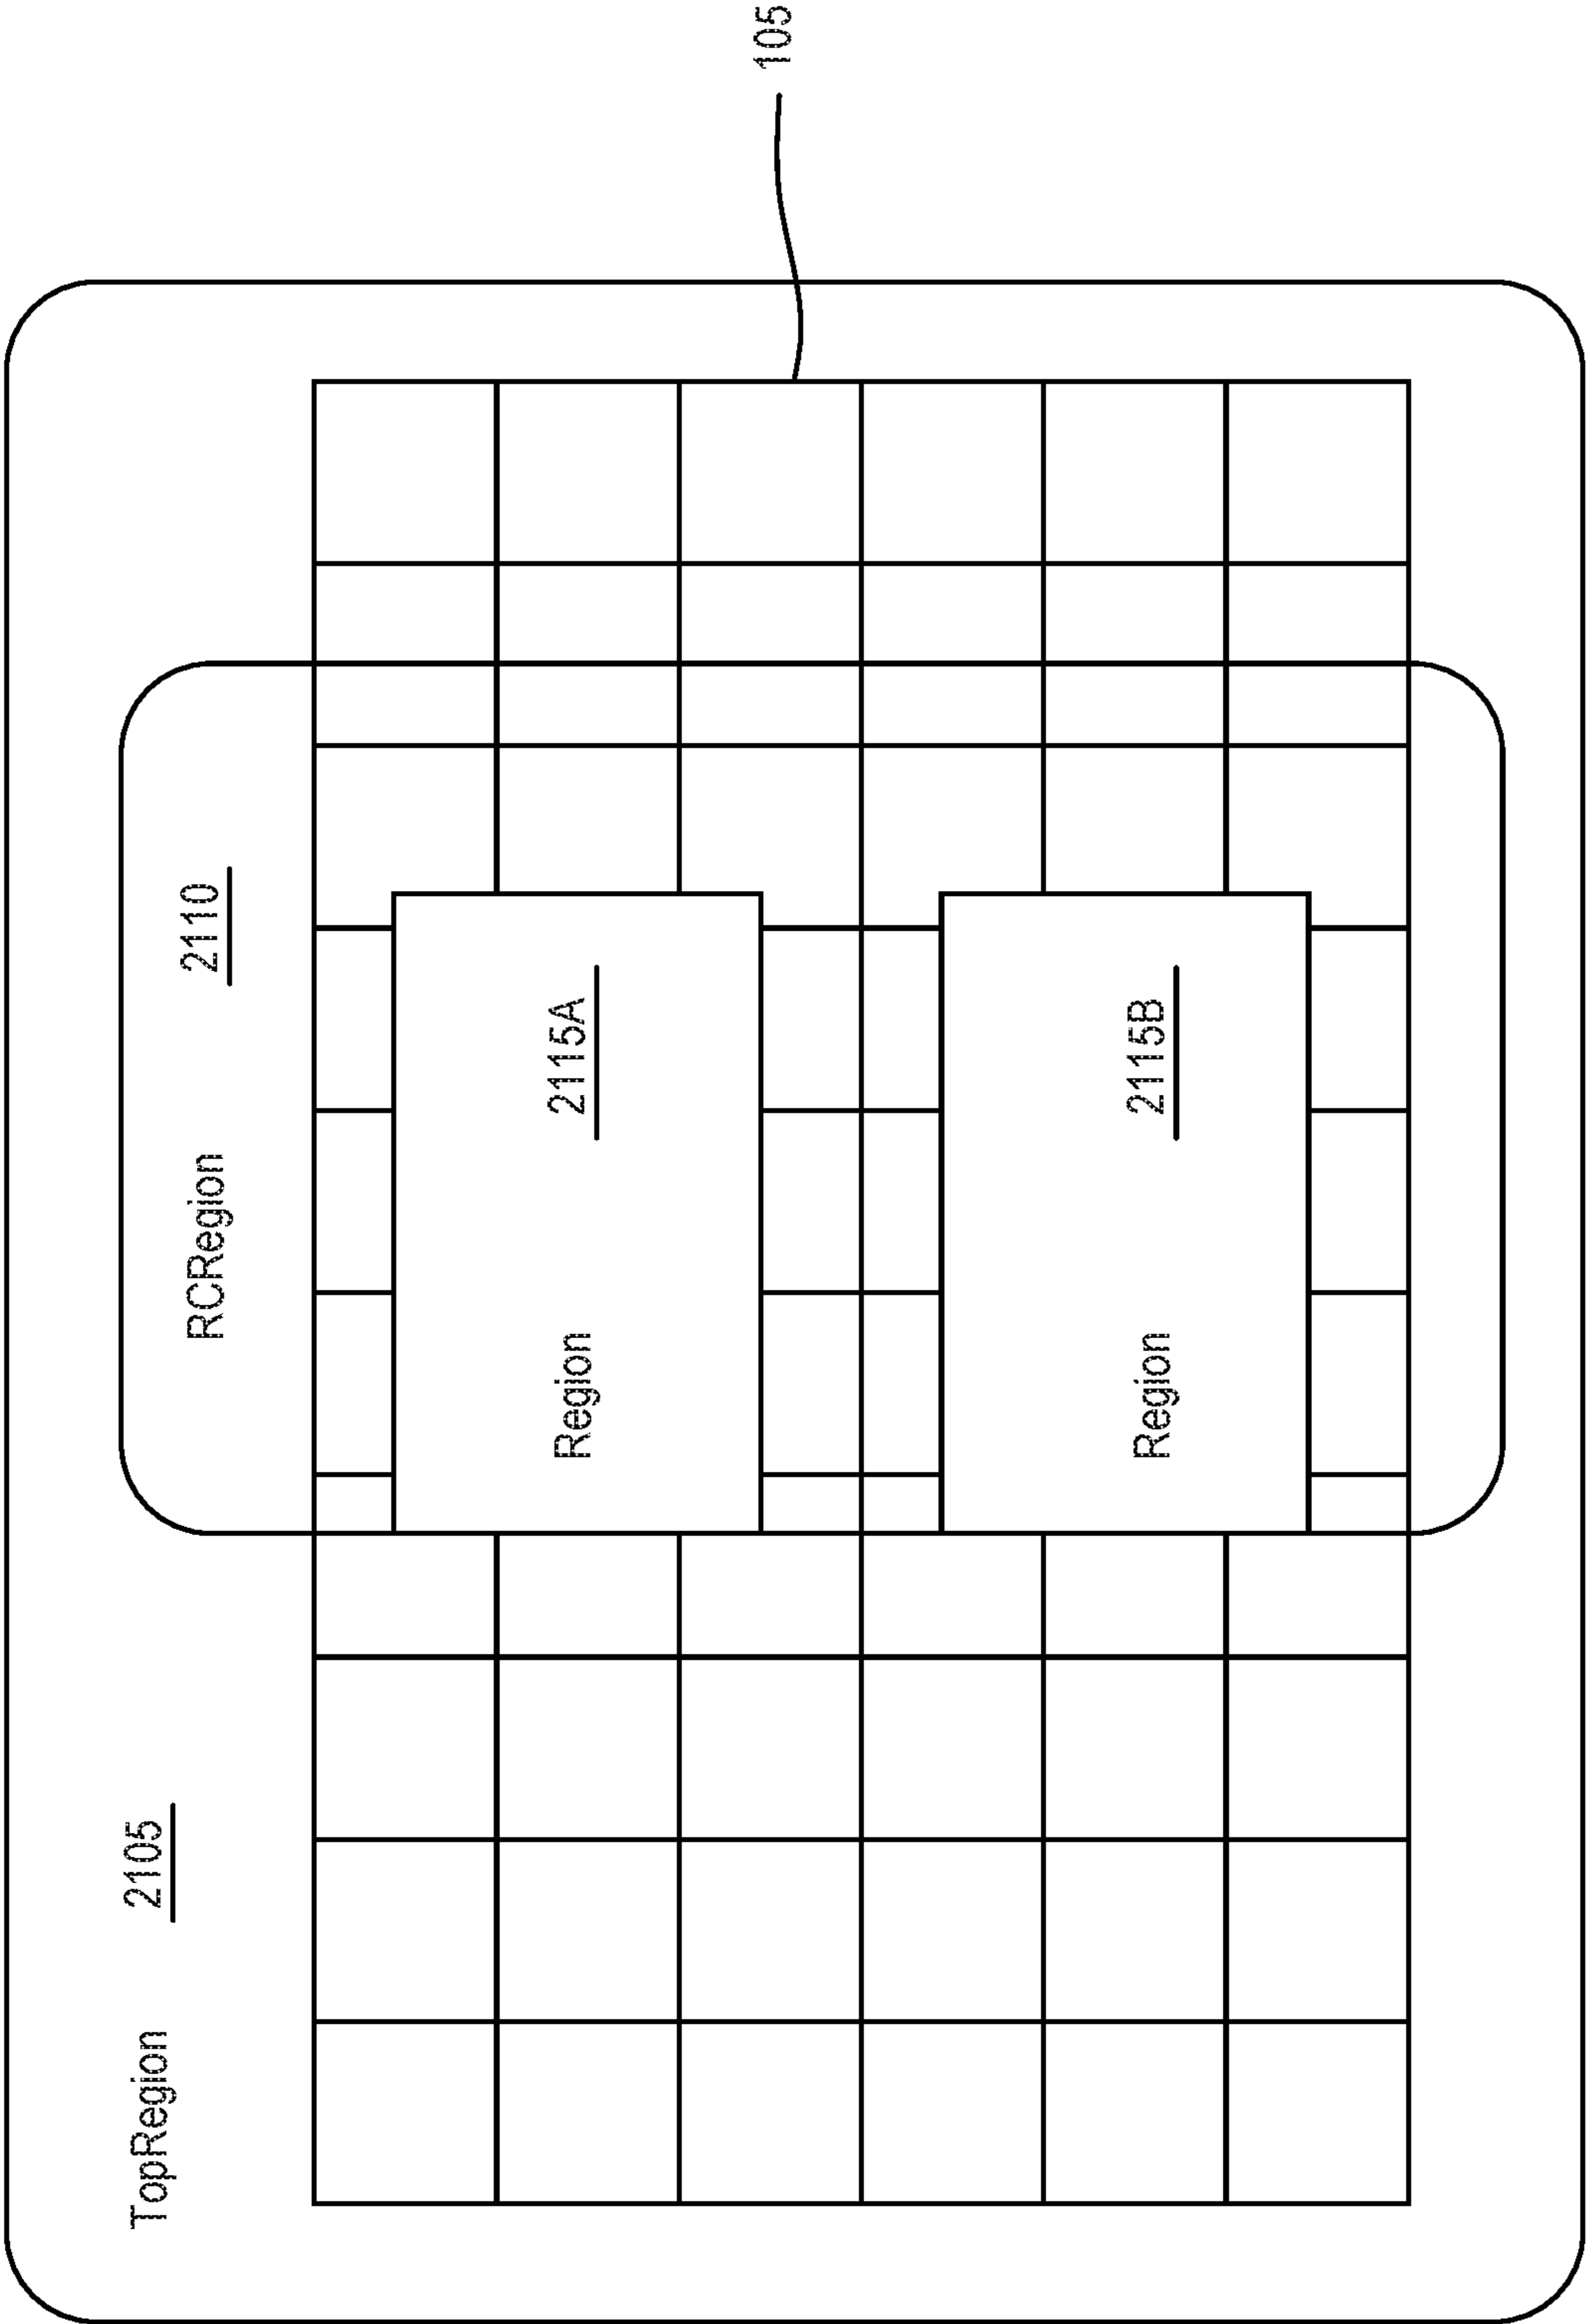 TopRegion 2105
RCRegion 2110
Region 2115A
Region 2115B
105